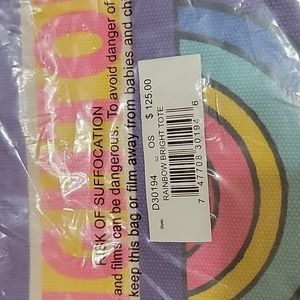 RISK OF SUFFOCATION
and films can be dangerous. To avoid danger of
keep this bag or film away from babies and ch
Style: SZ
D30194 OS $ 125.00
RAINBOW BRIGHT TOTE
7 47708 30194 6